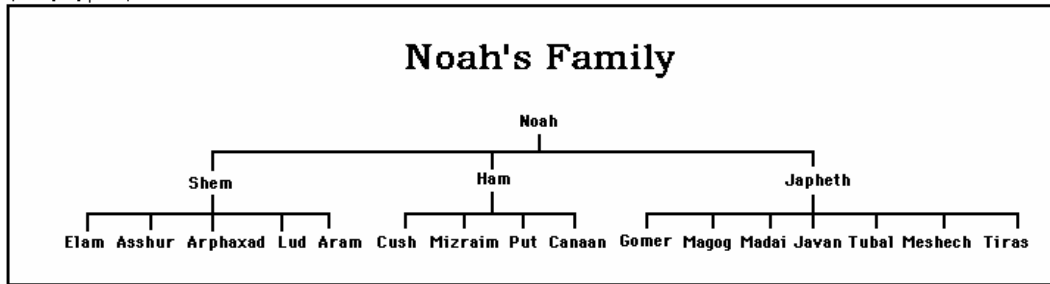 Noah's Family
Noah
Shem Ham Japheth
Elam Asshur Arphaxad Lud Aram Cush Mizraim Put Canaan Gomer Magog Madai Javan Tubal Meshech Tiras